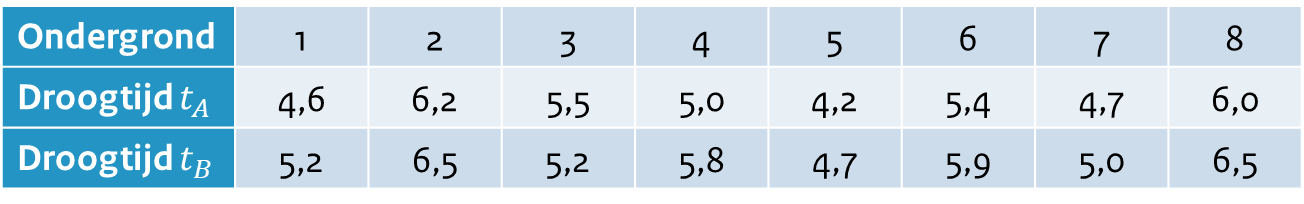 Ondergrond 1 2 3 4 5 6 7 8
Droogtijd t_A 4,6 6,2 5,5 5,0 4,2 5,4 4,7 6,0
Droogtijd t_B 5,2 6,5 5,2 5,8 4,7 5,9 5,0 6,5